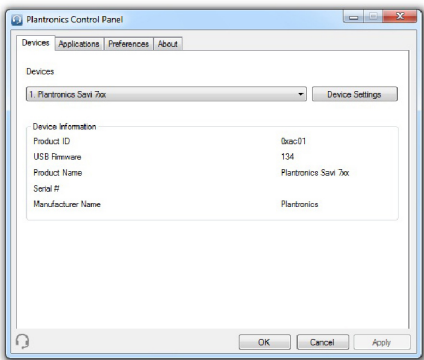 Plantronics Control Panel
Devices Applications Preferences About
Devices
1. Plantronics Savi 7xx
Device Settings
Device Information
Product ID 0xac01
USB Firmware 134
Product Name Plantronics Savi 7xx
Serial #
Manufacturer Name Plantronics
OK Cancel Apply